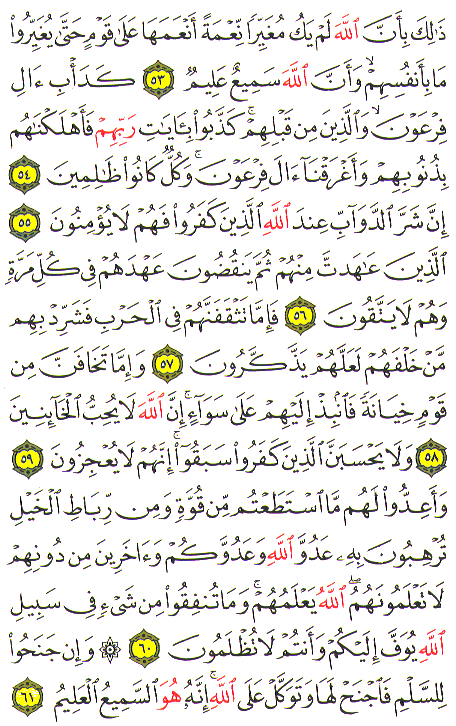 ذَٰلِكَ بِأَنَّ ٱللَّهَ لَمْ يَكُ مُغَيِّرًا نِّعْمَةً أَنْعَمَهَا عَلَىٰ قَوْمٍ حَتَّىٰ يُغَيِّرُوا۟
مَا بِأَنفُسِهِمْ ۙ وَأَنَّ ٱللَّهَ سَمِيعٌ عَلِيمٌ ٥٣ كَدَأْبِ ءَالِ
فِرْعَوْنَ ۙ وَٱلَّذِينَ مِن قَبْلِهِمْ ۚ كَذَّبُوا۟ بِـَٔايَٰتِ رَبِّهِمْ فَأَهْلَكْنَٰهُم
بِذُنُوبِهِمْ وَأَغْرَقْنَآ ءَالَ فِرْعَوْنَ ۚ وَكُلٌّ كَانُوا۟ ظَٰلِمِينَ ٥٤
إِنَّ شَرَّ ٱلدَّوَآبِّ عِندَ ٱللَّهِ ٱلَّذِينَ كَفَرُوا۟ فَهُمْ لَا يُؤْمِنُونَ ٥٥
ٱلَّذِينَ عَٰهَدتَّ مِنْهُمْ ثُمَّ يَنقُضُونَ عَهْدَهُمْ فِى كُلِّ مَرَّةٍ
وَهُمْ لَا يَتَّقُونَ ٥٦ فَإِمَّا تَثْقَفَنَّهُمْ فِى ٱلْحَرْبِ فَشَرِّدْ بِهِم
مَّنْ خَلْفَهُمْ لَعَلَّهُمْ يَذَّكَّرُونَ ٥٧ وَإِمَّا تَخَافَنَّ مِن
قَوْمٍ خِيَانَةً فَٱنۢبِذْ إِلَيْهِمْ عَلَىٰ سَوَآءٍ ۚ إِنَّ ٱللَّهَ لَا يُحِبُّ ٱلْخَآئِنِينَ
٥٨ وَلَا يَحْسَبَنَّ ٱلَّذِينَ كَفَرُوا۟ سَبَقُوٓا۟ ۚ إِنَّهُمْ لَا يُعْجِزُونَ ٥٩
وَأَعِدُّوا۟ لَهُم مَّا ٱسْتَطَعْتُم مِّن قُوَّةٍ وَمِن رِّبَاطِ ٱلْخَيْلِ
تُرْهِبُونَ بِهِۦ عَدُوَّ ٱللَّهِ وَعَدُوَّكُمْ وَءَاخَرِينَ مِن دُونِهِمْ
لَا تَعْلَمُونَهُمُ ۖ ٱللَّهُ يَعْلَمُهُمْ ۚ وَمَا تُنفِقُوا۟ مِن شَىْءٍ فِى سَبِيلِ
ٱللَّهِ يُوَفَّ إِلَيْكُمْ وَأَنتُمْ لَا تُظْلَمُونَ ٦٠ ۞ وَإِن جَنَحُوا۟
لِلسَّلْمِ فَٱجْنَحْ لَهَا وَتَوَكَّلْ عَلَى ٱللَّهِ ۚ إِنَّهُۥ هُوَ ٱلسَّمِيعُ ٱلْعَلِيمُ ٦١